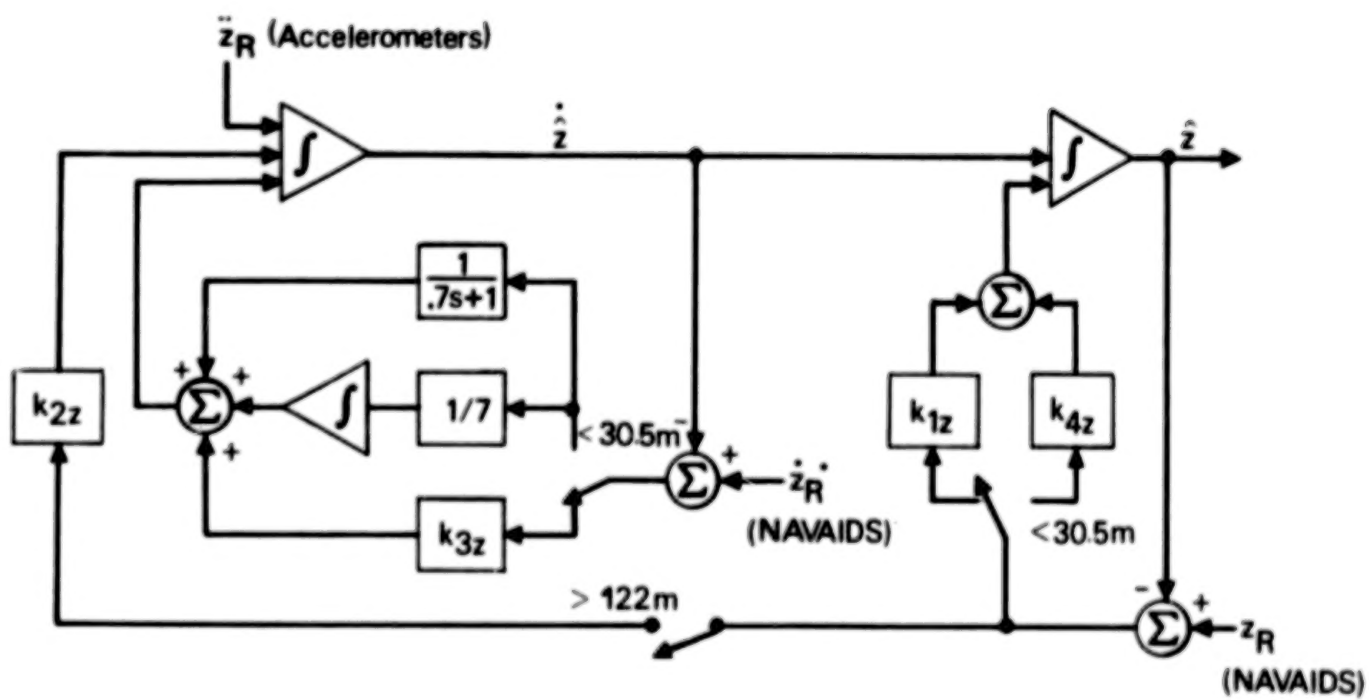 z̈R (Accelerometers)
∫
ẑ̇
∫
ẑ
1
.7s+1
Σ
k2z
+
+
Σ
∫
1/7
<30.5m
-
k1z
k4z
+
+
Σ
żR
(NAVAIDS)
k3z
<30.5m
>122m
-
+
Σ
zR
(NAVAIDS)